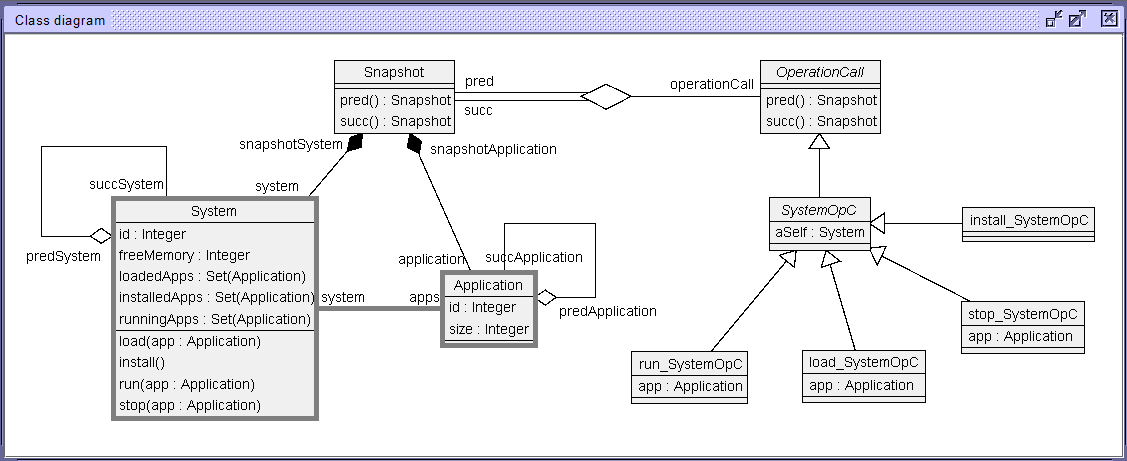 Class diagram
Snapshot
pred() : Snapshot
succ() : Snapshot
pred
succ
operationCall
OperationCall
pred() : Snapshot
succ() : Snapshot
snapshotSystem
snapshotApplication
succSystem
system
predSystem
System
id : Integer
freeMemory : Integer
loadedApps : Set(Application)
installedApps : Set(Application)
runningApps : Set(Application)
load(app : Application)
install()
run(app : Application)
stop(app : Application)
system
apps
application
succApplication
predApplication
Application
id : Integer
size : Integer
SystemOpC
aSelf : System
install_SystemOpC
stop_SystemOpC
app : Application
run_SystemOpC
app : Application
load_SystemOpC
app : Application